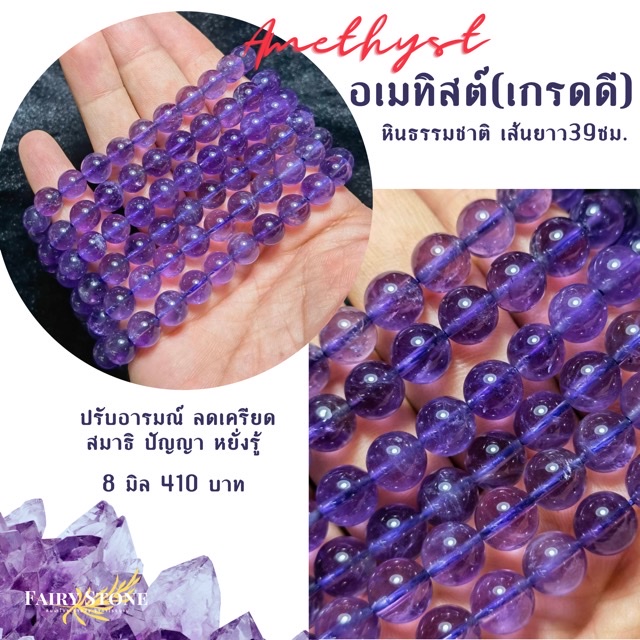 Amethyst
อเมทิสต์(เกรดดี)
หินธรรมชาติ เส้นยาว39ซม.
ปรับอารมณ์ ลดเครียด
สมาธิ ปัญญา หยั่งรู้
8 มิล 410 บาท
FAIRY STONE